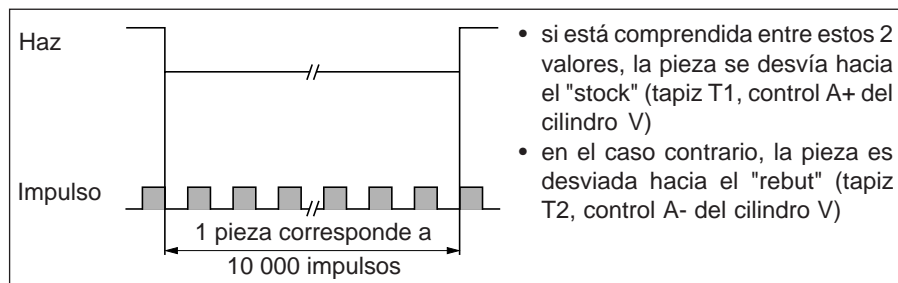 Haz
Impulso
1 pieza corresponde a
10 000 impulsos
• si está comprendida entre estos 2
valores, la pieza se desvía hacia
el "stock" (tapiz T1, control A+ del
cilindro V)
• en el caso contrario, la pieza es
desviada hacia el "rebut" (tapiz
T2, control A- del cilindro V)